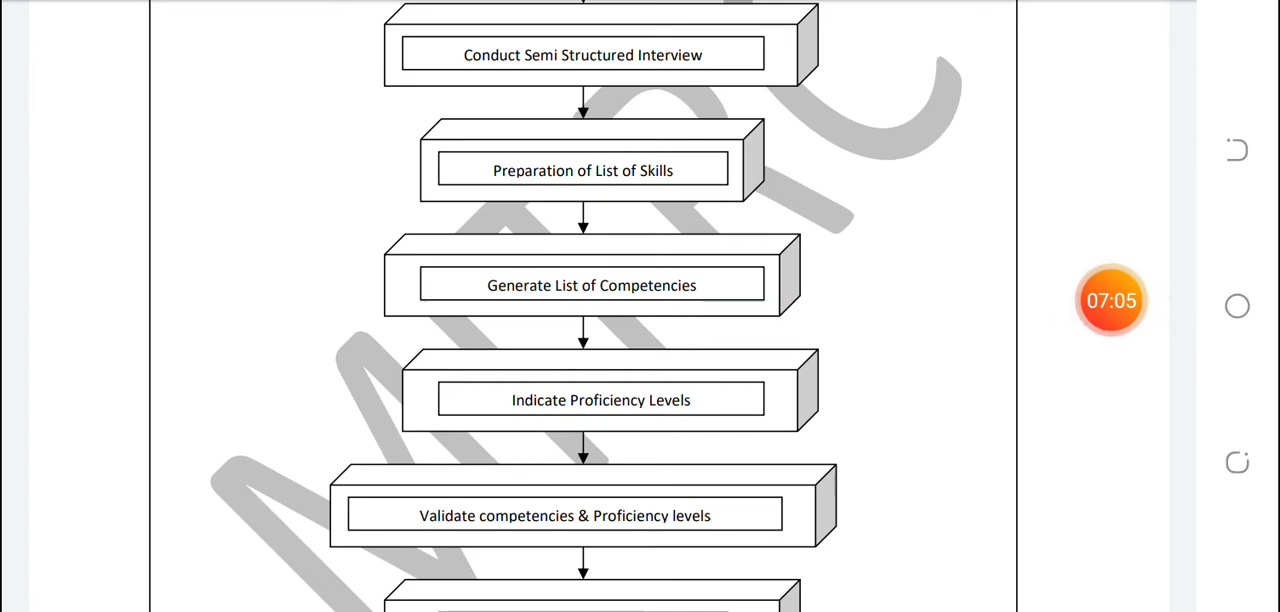 Conduct Semi Structured Interview
Preparation of List of Skills
Generate List of Competencies
Indicate Proficiency Levels
07:05
Validate competencies & Proficiency levels